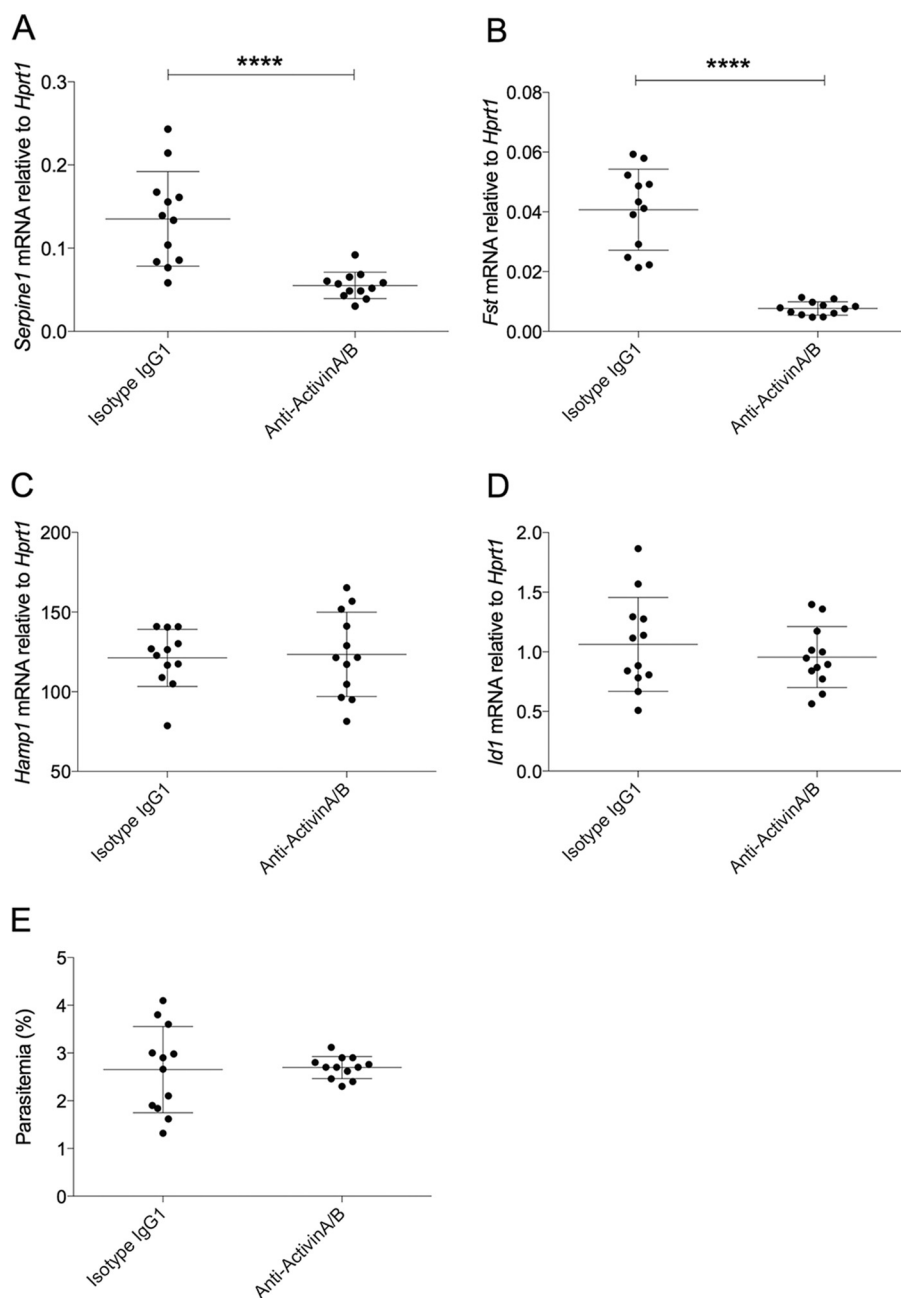 A
Serpine1 mRNA relative to Hprt1
0.3
0.2
0.1
0.0
****
Isotype IgG1
Anti-ActivinA/B
B
Fst mRNA relative to Hprt1
0.08
0.06
0.04
0.02
0.00
****
Isotype IgG1
Anti-ActivinA/B
C
Hamp1 mRNA relative to Hprt1
200
150
100
50
Isotype IgG1
Anti-ActivinA/B
D
Id1 mRNA relative to Hprt1
2.0
1.5
1.0
0.5
0.0
Isotype IgG1
Anti-ActivinA/B
E
Parasitemia (%)
5
4
3
2
1
0
Isotype IgG1
Anti-ActivinA/B